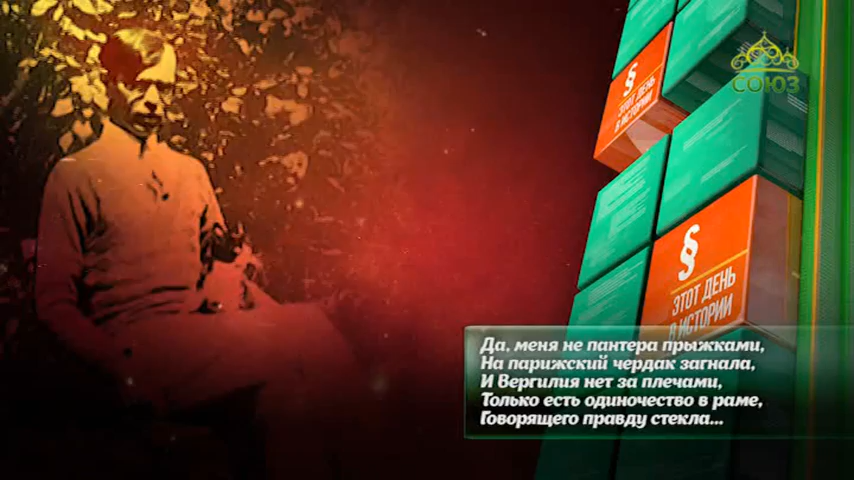 СОЮЗ
§
ЭТОТ ДЕНЬ
В ИСТОРИИ
§
ЭТОТ ДЕНЬ
В ИСТОРИИ
Да, меня не пантера прыжками,
На парижский чердак загнала,
И Вергилия нет за плечами,
Только есть одиночество в раме,
Говорящего правду стекла...